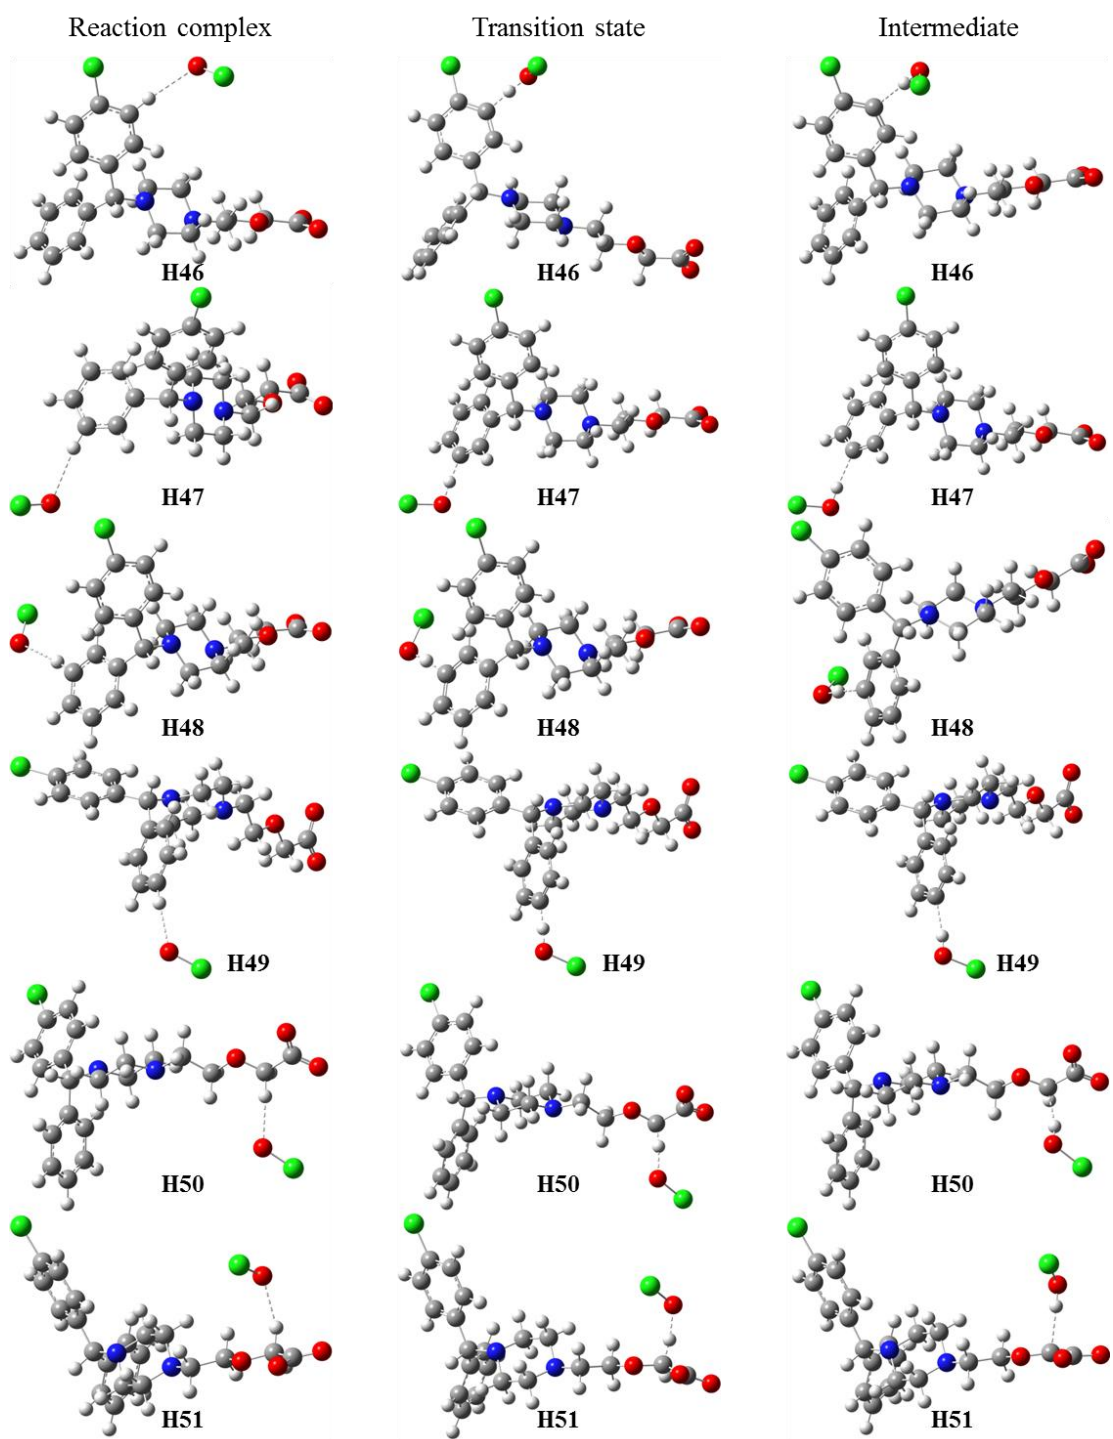 Reaction complex Transition state Intermediate
H46 H46 H46
H47 H47 H47
H48 H48 H48
H49 H49 H49
H50 H50 H50
H51 H51 H51